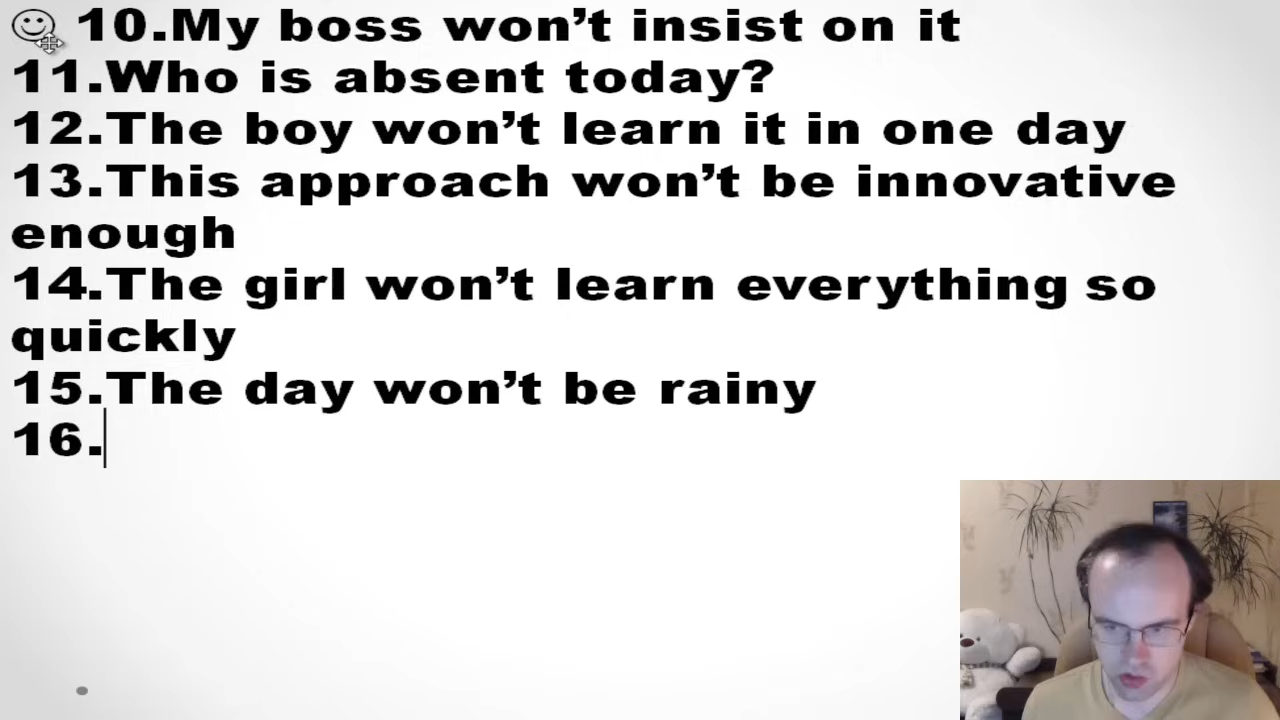 10.My boss won’t insist on it
11.Who is absent today?
12.The boy won’t learn it in one day
13.This approach won’t be innovative
enough
14.The girl won’t learn everything so
quickly
15.The day won’t be rainy
16.